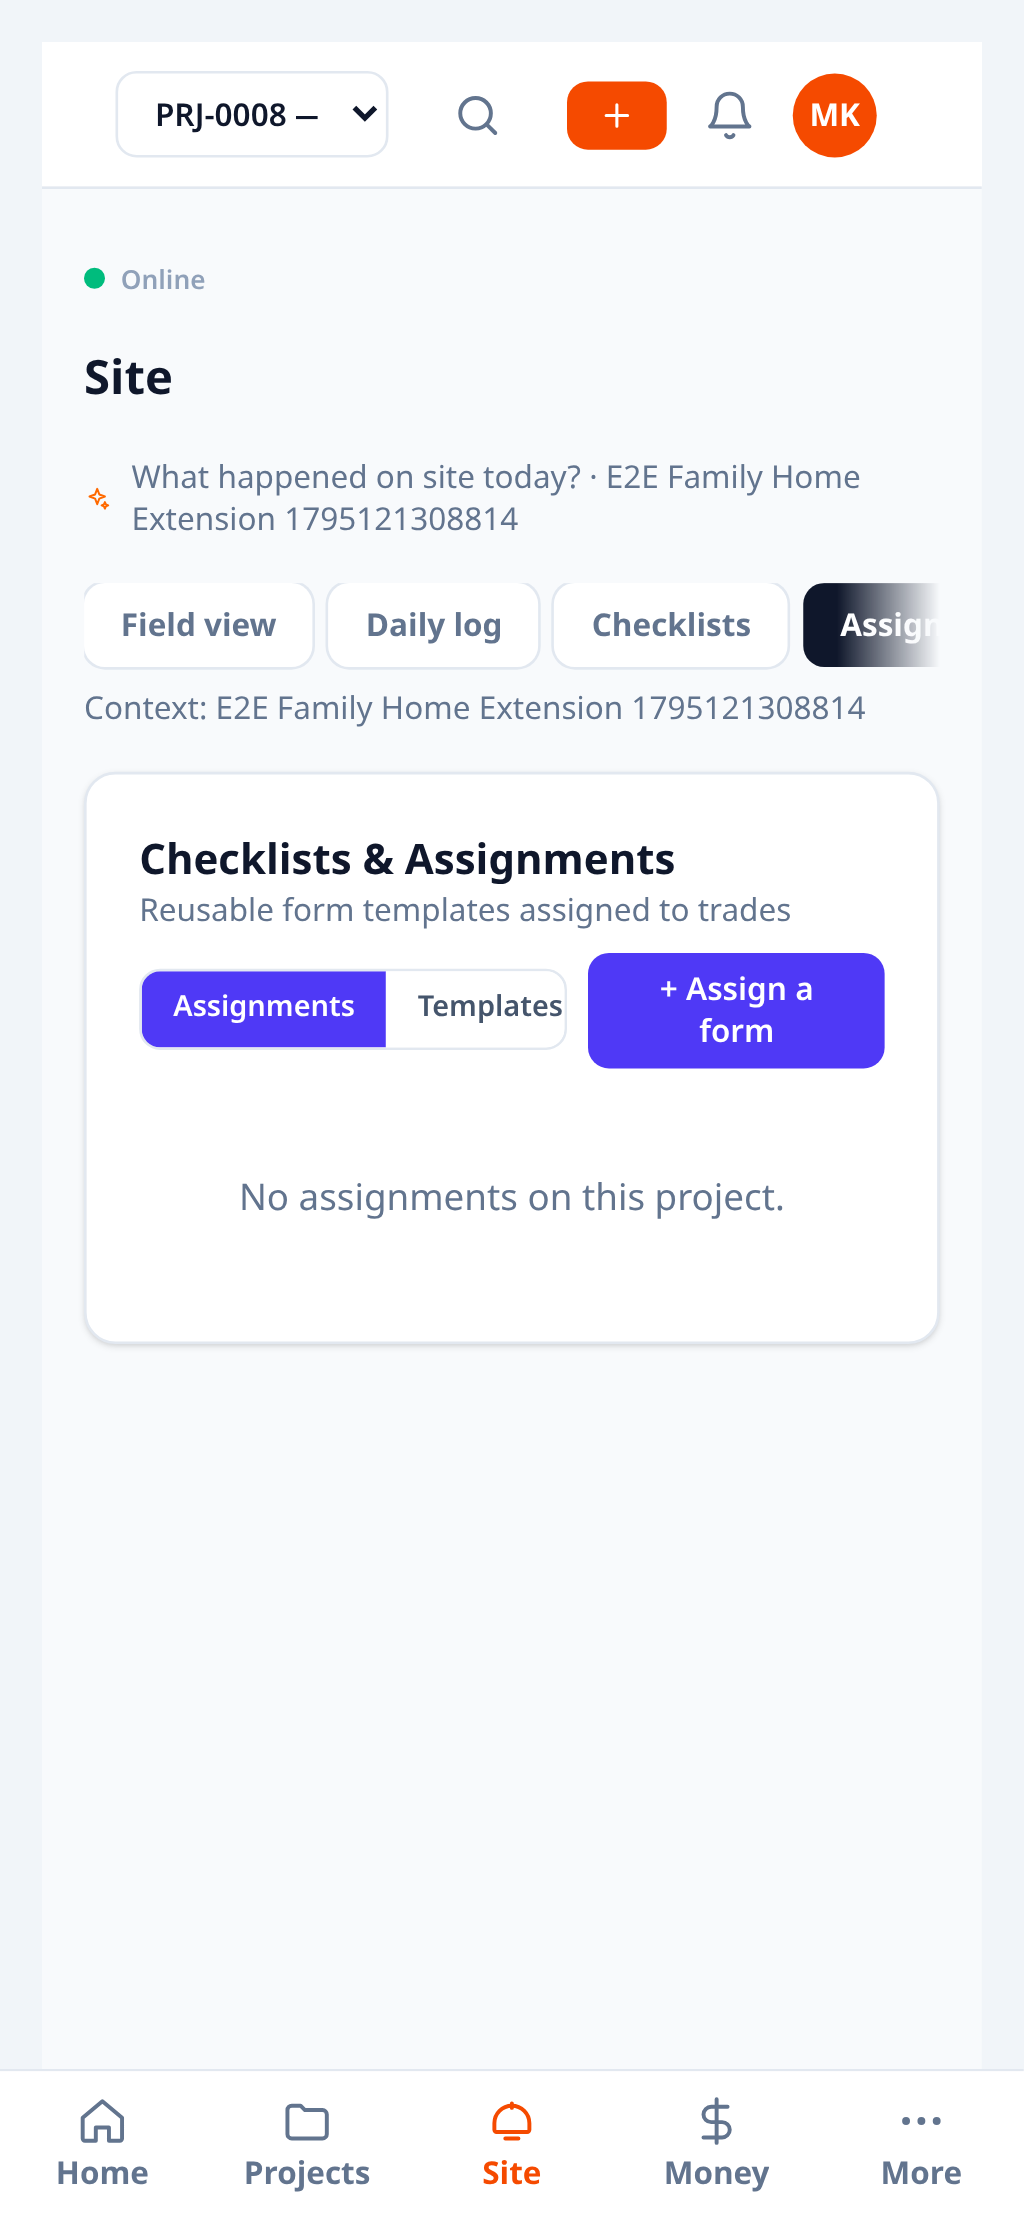 PRJ-0008 —
MK
Online
Site
What happened on site today? · E2E Family Home
Extension 1795121308814
Field view
Daily log
Checklists
Assign
Context: E2E Family Home Extension 1795121308814
Checklists & Assignments
Reusable form templates assigned to trades
Assignments
Templates
+ Assign a
form
No assignments on this project.
Home
Projects
Site
Money
More